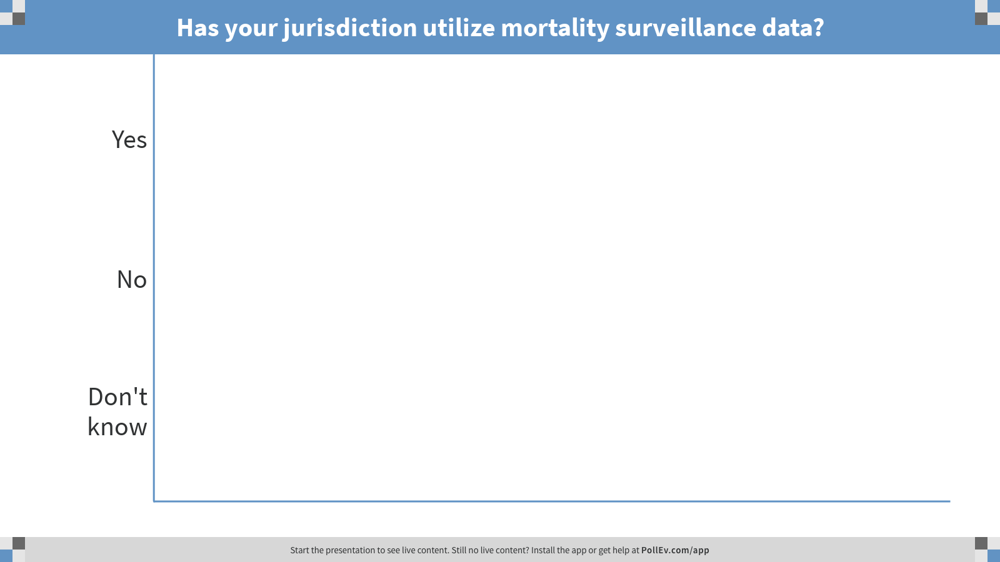 Has your jurisdiction utilize mortality surveillance data?
Yes
No
Don't
know
Start the presentation to see live content. Still no live content? Install the app or get help at PollEv.com/app